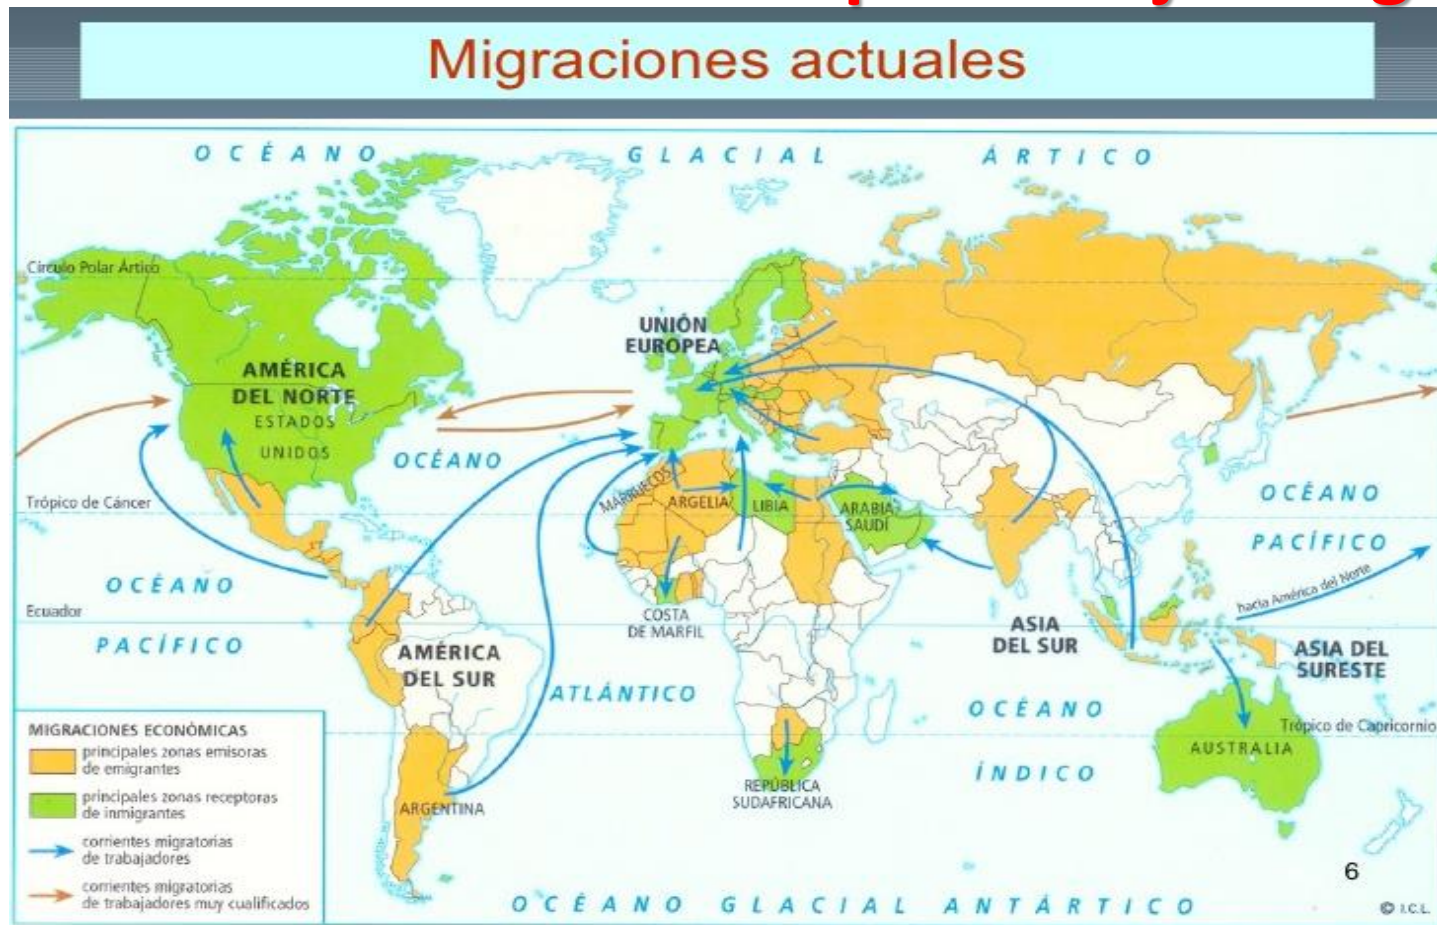 Migraciones actuales
OCÉANO GLACIAL ÁRTICO
Círculo Polar Ártico
UNIÓN
EUROPEA
AMÉRICA
DEL NORTE
ESTADOS
UNIDOS
OCÉANO
Trópico de Cáncer
MARRUECOS
ARGELIA
LIBIA
ARABIA
SAUDÍ
OCÉANO
PACÍFICO
hacia América del Norte
OCÉANO
Ecuador
PACÍFICO
COSTA
DE MARFIL
ASIA
DEL SUR
ASIA DEL
SURESTE
AMÉRICA
DEL SUR
ATLÁNTICO
OCÉANO
ÍNDICO
Trópico de Capricornio
AUSTRALIA
REPÚBLICA
SUDAFRICANA
ARGENTINA
MIGRACIONES ECONÓMICAS
principales zonas emisoras
de emigrantes
principales zonas receptoras
de inmigrantes
corrientes migratorias
de trabajadores
corrientes migratorias
de trabajadores muy cualificados
6
OCÉANO GLACIAL ANTÁRTICO
© I.C.L.